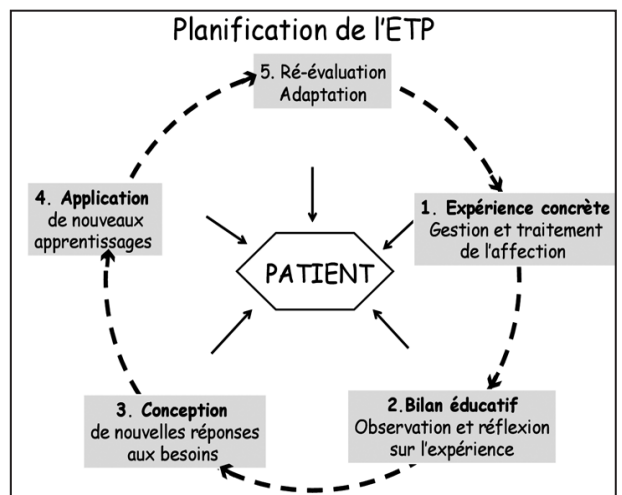 Planification de l'ETP
5. Ré-évaluation
Adaptation
1. Expérience concrète
Gestion et traitement
de l'affection
2.Bilan éducatif
Observation et réflexion
sur l'expérience
3. Conception
de nouvelles réponses
aux besoins
4. Application
de nouveaux
apprentissages
PATIENT